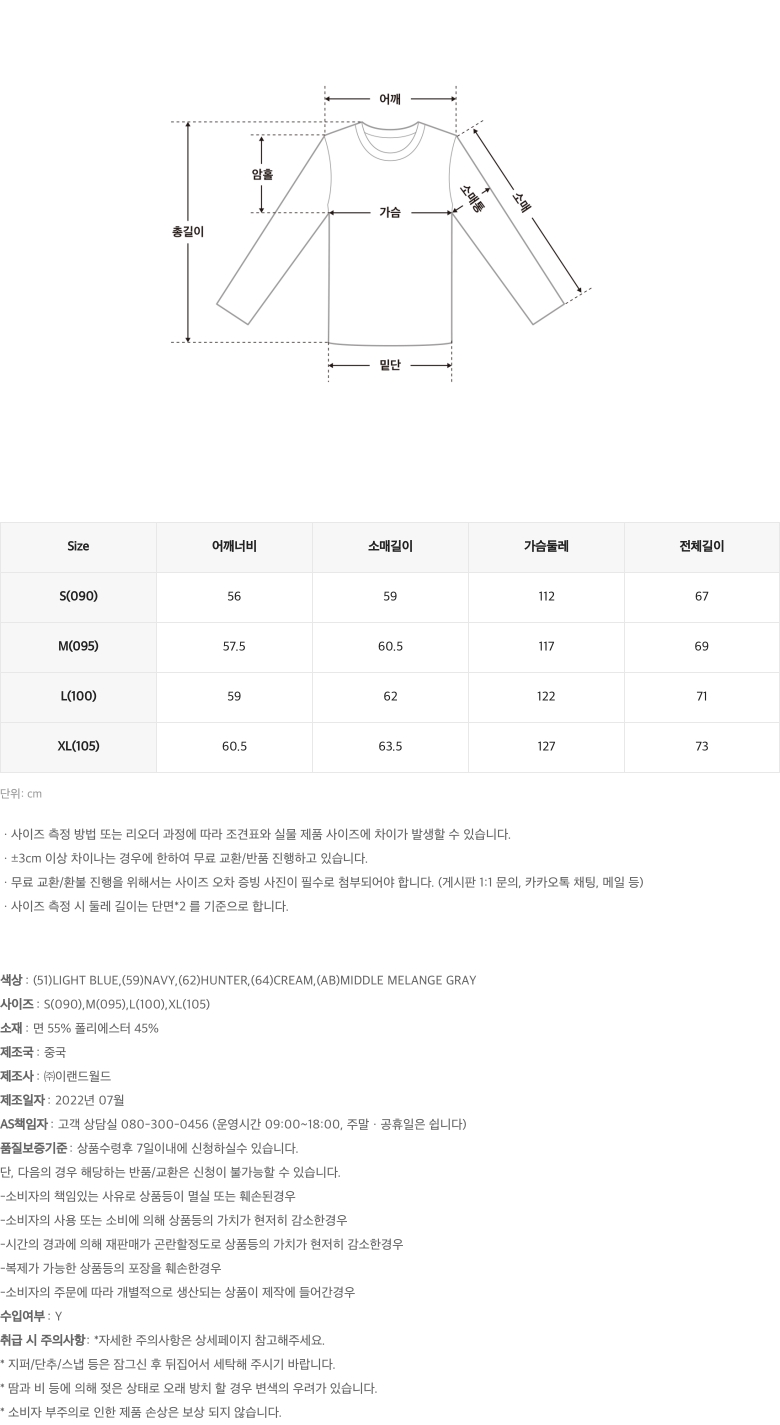 어깨
암홀
소매통
소매
가슴
총길이
밑단
Size 어깨너비 소매길이 가슴둘레 전체길이
S(090) 56 59 112 67
M(095) 57.5 60.5 117 69
L(100) 59 62 122 71
XL(105) 60.5 63.5 127 73
단위: cm
· 사이즈 측정 방법 또는 리오더 과정에 따라 조견표와 실물 제품 사이즈에 차이가 발생할 수 있습니다.
· ±3cm 이상 차이나는 경우에 한하여 무료 교환/반품 진행하고 있습니다.
· 무료 교환/환불 진행을 위해서는 사이즈 오차 증빙 사진이 필수로 첨부되어야 합니다. (게시판 1:1 문의, 카카오톡 채팅, 메일 등)
· 사이즈 측정 시 둘레 길이는 단면*2 를 기준으로 합니다.
색상 : (51)LIGHT BLUE,(59)NAVY,(62)HUNTER,(64)CREAM,(AB)MIDDLE MELANGE GRAY
사이즈 : S(090),M(095),L(100),XL(105)
소재 : 면 55% 폴리에스터 45%
제조국 : 중국
제조사 : ㈜이랜드월드
제조일자 : 2022년 07월
AS책임자 : 고객 상담실 080-300-0456 (운영시간 09:00~18:00, 주말 · 공휴일은 쉽니다)
품질보증기준 : 상품수령후 7일이내에 신청하실수 있습니다.
단, 다음의 경우 해당하는 반품/교환은 신청이 불가능할 수 있습니다.
-소비자의 책임있는 사유로 상품등이 멸실 또는 훼손된경우
-소비자의 사용 또는 소비에 의해 상품등의 가치가 현저히 감소한경우
-시간의 경과에 의해 재판매가 곤란할정도로 상품등의 가치가 현저히 감소한경우
-복제가 가능한 상품등의 포장을 훼손한경우
-소비자의 주문에 따라 개별적으로 생산되는 상품이 제작에 들어간경우
수입여부 : Y
취급 시 주의사항 : *자세한 주의사항은 상세페이지 참고해주세요.
* 지퍼/단추/스냅 등은 잠그신 후 뒤집어서 세탁해 주시기 바랍니다.
* 땀과 비 등에 의해 젖은 상태로 오래 방치 할 경우 변색의 우려가 있습니다.
* 소비자 부주의로 인한 제품 손상은 보상 되지 않습니다.